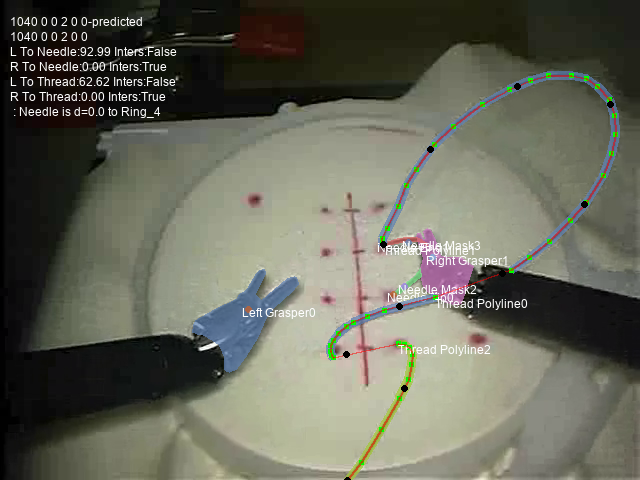 1040 0 0 2 0 0-predicted
1040 0 0 2 0 0
L To Needle:92.99 Inters:False
R To Needle:0.00 Inters:True
L To Thread:62.62 Inters:False
R To Thread:0.00 Inters:True
: Needle is d=0.0 to Ring_4
Needle Mask3
Thread Polyline1
Right Grasper1
Needle Mask2
Thread Polyline0
Left Grasper0
Thread Polyline2